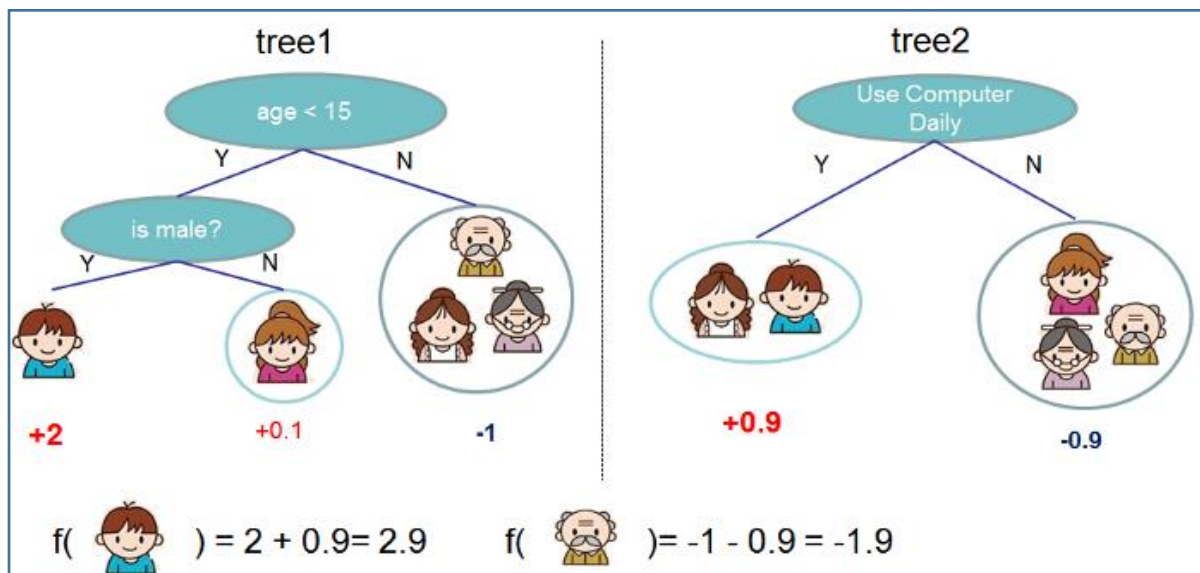 tree1
tree2
age < 15
Use Computer
Daily
Y
N
Y
N
is male?
Y
N
+2
+0.1
-1
+0.9
-0.9
f( ) = 2 + 0.9= 2.9
f( )= -1 - 0.9 = -1.9